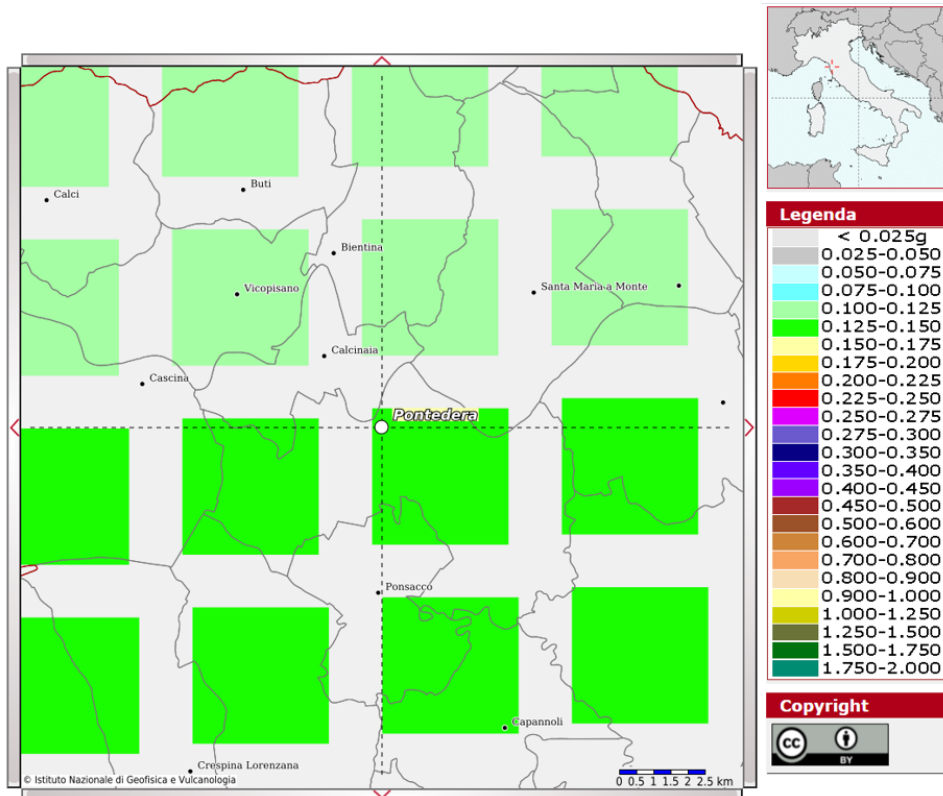 Calci
Buti
Bientina
Vicopisano
Santa Maria a Monte
Calcinaia
Cascina
Pontedera
Ponsacco
Capannoli
Crespina Lorenzana
© Istituto Nazionale di Geofisica e Vulcanologia
0 0.5 1 1.5 2 2.5 km
Legenda
< 0.025g
0.025-0.050
0.050-0.075
0.075-0.100
0.100-0.125
0.125-0.150
0.150-0.175
0.175-0.200
0.200-0.225
0.225-0.250
0.250-0.275
0.275-0.300
0.300-0.350
0.350-0.400
0.400-0.450
0.450-0.500
0.500-0.600
0.600-0.700
0.700-0.800
0.800-0.900
0.900-1.000
1.000-1.250
1.250-1.500
1.500-1.750
1.750-2.000
Copyright
cc
BY